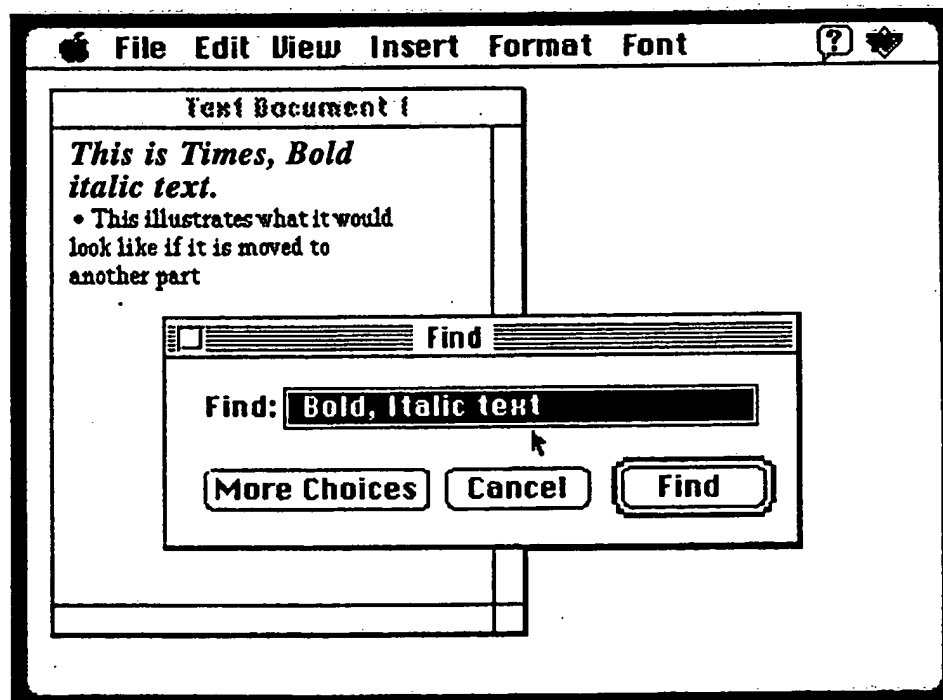 File Edit View Insert Format Font ?
Text Document 1
This is Times, Bold
italic text.
• This illustrates what it would
look like if it is moved to
another part
Find
Find: Bold, Italic text
More Choices Cancel Find